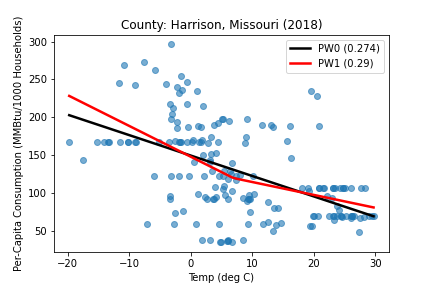 County: Harrison, Missouri (2018)
Per-Capita Consumption (MMBtu/1000 Households)
300
250
200
150
100
50
PW0 (0.274)
PW1 (0.29)
−20
−10
0
10
20
30
Temp (deg C)